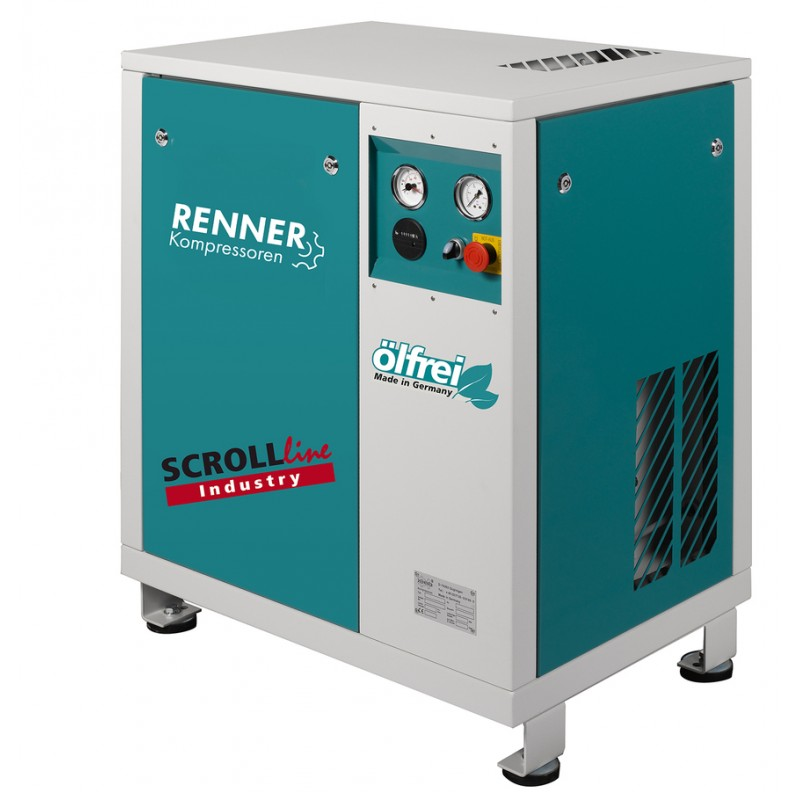 RENNER
Kompressoren
ölfrei
Made in Germany
SCROLLline
Industry